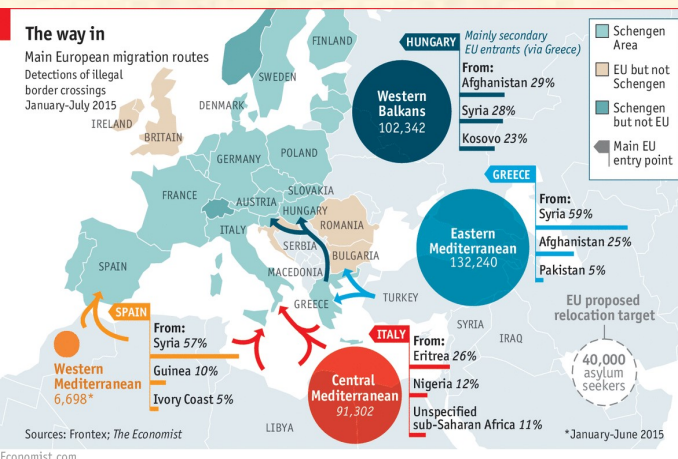 The way in
Main European migration routes
Detections of illegal
border crossings
January-July 2015
HUNGARY
Mainly secondary
EU entrants (via Greece)
From:
Afghanistan 29%
Syria 28%
Kosovo 23%
Western
Balkans
102,342
Schengen
Area
EU but not
Schengen
Schengen
but not EU
Main EU
entry point
FINLAND
SWEDEN
DENMARK
IRELAND
BRITAIN
GERMANY
POLAND
FRANCE
SLOVAKIA
AUSTRIA
HUNGARY
ITALY
ROMANIA
SERBIA
BULGARIA
MACEDONIA
SPAIN
GREECE
TURKEY
SYRIA
IRAQ
LIBYA
GREECE
From:
Syria 59%
Afghanistan 25%
Pakistan 5%
Eastern
Mediterranean
132,240
EU proposed
relocation target
40,000
asylum
seekers
SPAIN
From:
Syria 57%
Guinea 10%
Ivory Coast 5%
Western
Mediterranean
6,698*
ITALY
From:
Eritrea 26%
Nigeria 12%
Unspecified
sub-Saharan Africa 11%
Central
Mediterranean
91,302
Sources: Frontex; The Economist
*January-June 2015
Economist.com